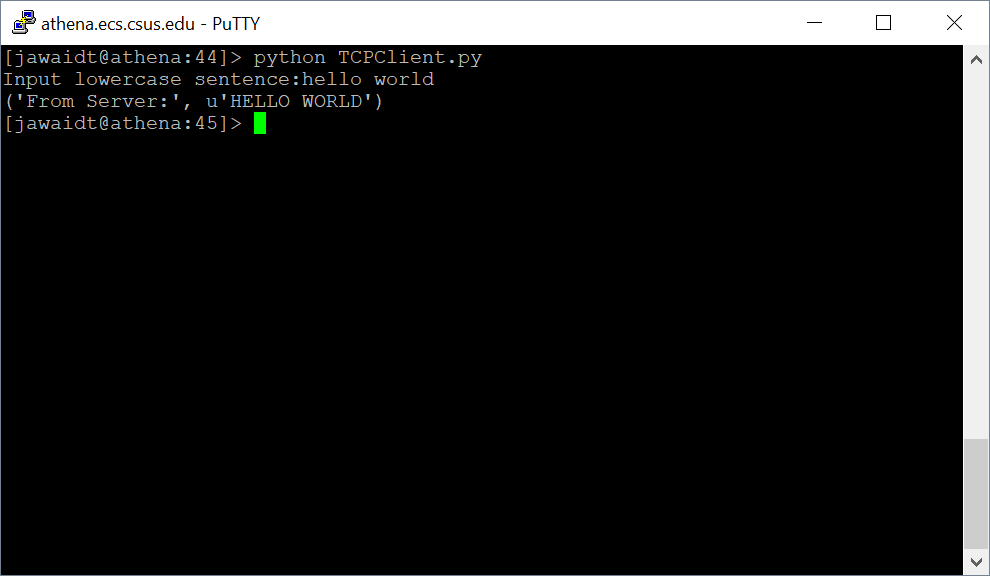 athena.ecs.csus.edu - PuTTY
[jawaidt@athena:44]> python TCPClient.py
Input lowercase sentence:hello world
('From Server:', u'HELLO WORLD')
[jawaidt@athena:45]>